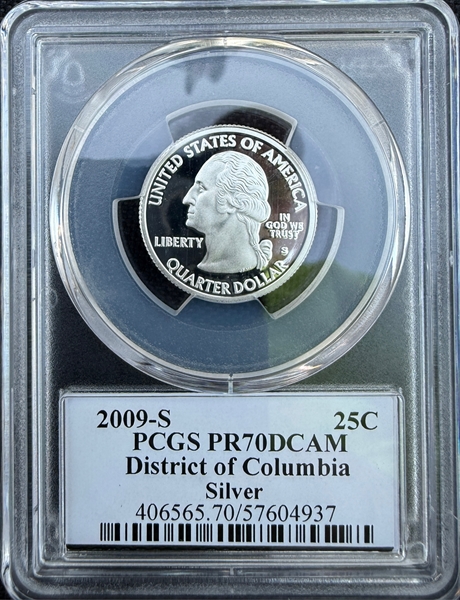 UNITED STATES OF AMERICA
LIBERTY
IN
GOD WE
TRUST
S
QUARTER DOLLAR
2009-S 25C
PCGS PR70DCAM
District of Columbia
Silver
406565.70/57604937